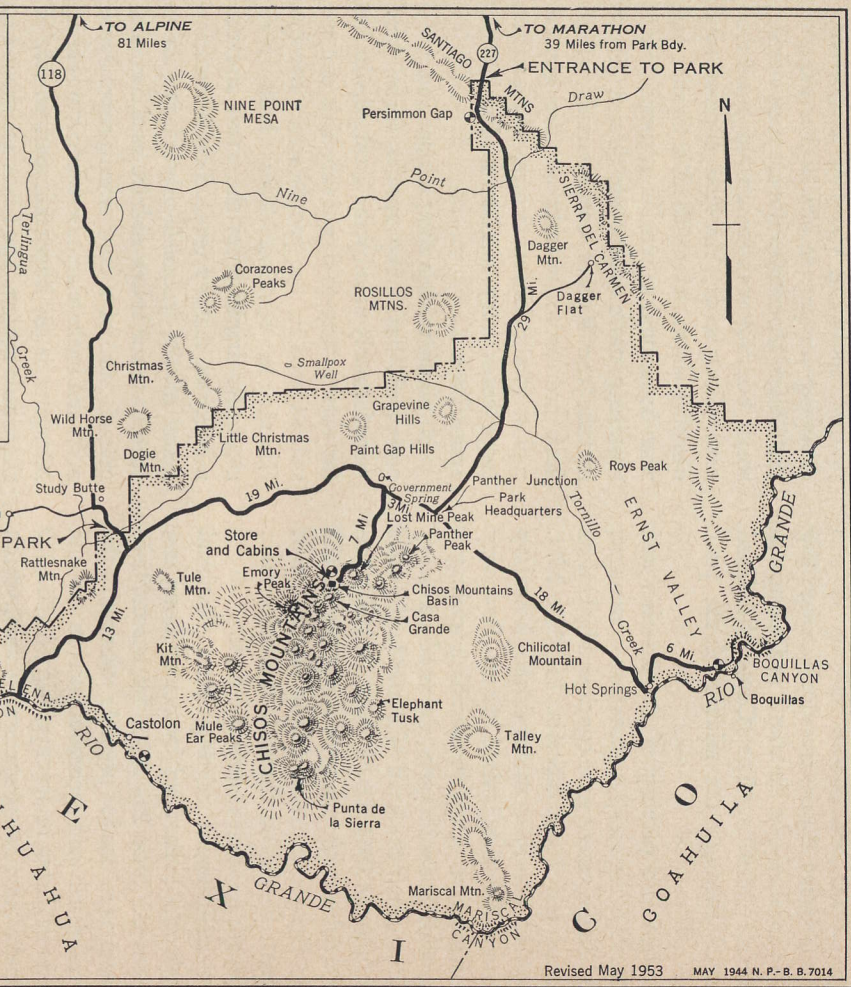 TO ALPINE
81 Miles
118
SANTIAGO
MTNS
227
TO MARATHON
39 Miles from Park Bdy.
ENTRANCE TO PARK
NINE POINT
MESA
Persimmon Gap
Draw
N
Nine Point
SIERRA DEL CARMEN
Terlingua
Creek
Dagger
Mtn.
Corazones
Peaks
ROSILLOS
MTNS.
29 Mi.
Dagger
Flat
Smallpox
Well
Christmas
Mtn.
Grapevine
Hills
Wild Horse
Mtn.
Little Christmas
Mtn.
Paint Gap Hills
Dogie
Mtn.
Roys Peak
Study Butte
19 Mi.
Government
Spring
3Mi.
Panther Junction
Park
Headquarters
Tornillo
Creek
ERNST VALLEY
RIO GRANDE
PARK
7 Mi
Lost Mine Peak
Panther
Peak
Store
and Cabins
Rattlesnake
Mtn.
Tule
Mtn.
Emory
Peak
Chisos Mountains
Basin
Casa
Grande
18 Mi.
13 Mi.
CHISOS MOUNTAINS
Kit
Mtn.
Chilicotal
Mountain
6 Mi.
BOQUILLAS
CANYON
Hot Springs
Boquillas
ELENA
ON
Elephant
Tusk
Castolon
Mule
Ear Peaks
Talley
Mtn.
RIO GRANDE
Punta de
la Sierra
Mariscal Mtn.
MARISCAL
CANYON
E X I C O
IHUAHUA
COAHUILA
Revised May 1953
MAY 1944 N. P.-B. B. 7014